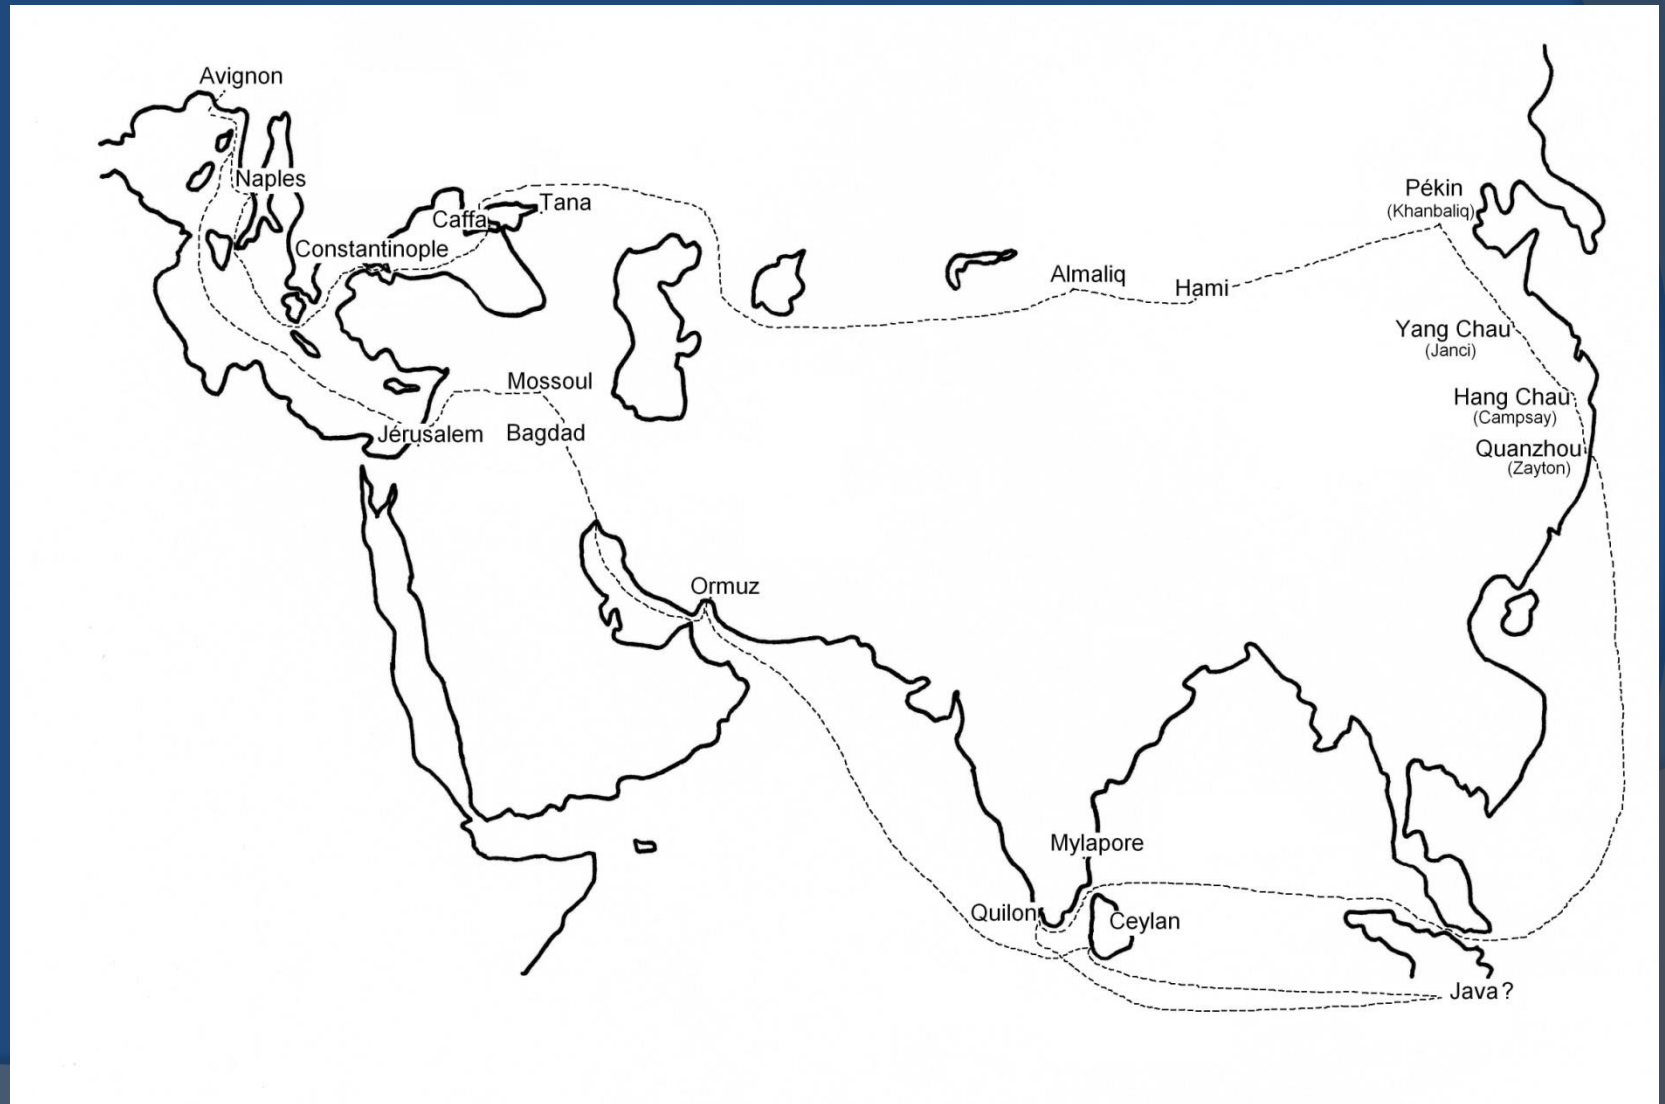 Avignon
Naples
Caffa
Tana
Constantinople
Pékin
(Khanbaliq)
Almaliq
Hami
Yang Chau
(Janci)
Mossoul
Hang Chau
(Campsay)
Jérusalem
Bagdad
Quanzhou
(Zayton)
Ormuz
Mylapore
Quilon
Ceylan
Java ?